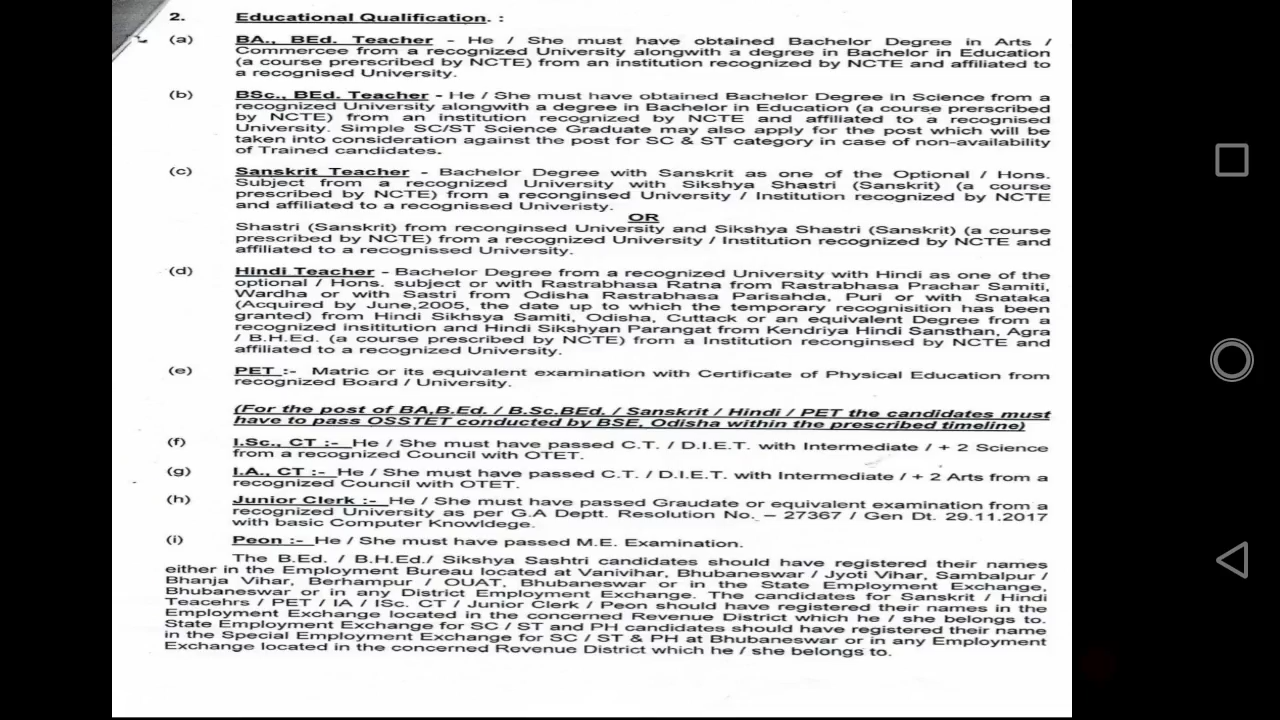 2. Educational Qualification. :
(a) BA., BEd. Teacher - He / She must have obtained Bachelor Degree in Arts /
Commercee from a recognized University alongwith a degree in Bachelor in Education
(a course prerscribed by NCTE) from an institution recognized by NCTE and affiliated to
a recognised University.
(b) BSc., BEd. Teacher - He / She must have obtained Bachelor Degree in Science from a
recognized University alongwith a degree in Bachelor in Education (a course prerscribed
by NCTE) from an institution recognized by NCTE and affiliated to a recognised
University. Simple SC/ST Science Graduate may also apply for the post which will be
taken into consideration against the post for SC & ST category in case of non-availability
of Trained candidates.
(c) Sanskrit Teacher - Bachelor Degree with Sanskrit as one of the Optional / Hons.
Subject from a recognized University with Sikshya Shastri (Sanskrit) (a course
prescribed by NCTE) from a reconginsed University / Institution recognized by NCTE
and affiliated to a recognissed Univeristy.
OR
Shastri (Sanskrit) from reconginsed University and Sikshya Shastri (Sanskrit) (a course
prescribed by NCTE) from a recognized University / Institution recognized by NCTE and
affiliated to a recognissed University.
(d) Hindi Teacher - Bachelor Degree from a recognized University with Hindi as one of the
optional / Hons. subject or with Rastrabhasa Ratna from Rastrabhasa Prachar Samiti,
Wardha or with Sastri from Odisha Rastrabhasa Parisahda, Puri or with Snataka
(Acquired by June,2005, the date up to which the temporary recognisition has been
granted) from Hindi Sikhsya Samiti, Odisha, Cuttack or an equivalent Degree from a
recognized insititution and Hindi Sikshyan Parangat from Kendriya Hindi Sansthan, Agra
/ B.H.Ed. (a course prescribed by NCTE) from a Institution reconginsed by NCTE and
affiliated to a recognized University.
(e) PET :- Matric or its equivalent examination with Certificate of Physical Education from
recognized Board / University.
(For the post of BA,B.Ed. / B.Sc.BEd. / Sanskrit / Hindi / PET the candidates must
have to pass OSSTET conducted by BSE, Odisha within the prescribed timeline)
(f) I.Sc., CT :- He / She must have passed C.T. / D.I.E.T. with Intermediate / + 2 Science
from a recognized Council with OTET.
(g) I.A., CT :- He / She must have passed C.T. / D.I.E.T. with Intermediate / + 2 Arts from a
recognized Council with OTET.
(h) Junior Clerk :- He / She must have passed Graudate or equivalent examination from a
recognized University as per G.A Deptt. Resolution No. – 27367 / Gen Dt. 29.11.2017
with basic Computer Knowldege.
(i) Peon :- He / She must have passed M.E. Examination.
The B.Ed. / B.H.Ed./ Sikshya Sashtri candidates should have registered their names
either in the Employment Bureau located at Vanivihar, Bhubaneswar / Jyoti Vihar, Sambalpur /
Bhanja Vihar, Berhampur / OUAT, Bhubaneswar or in the State Employment Exchange,
Bhubaneswar or in any District Employment Exchange. The candidates for Sanskrit / Hindi
Teacehrs / PET / IA / ISc. CT / Junior Clerk / Peon should have registered their names in the
Employment Exchange located in the concerned Revenue District which he / she belongs to.
State Employment Exchange for SC / ST and PH candidates should have registered their name
in the Special Employment Exchange for SC / ST & PH at Bhubaneswar or in any Employment
Exchange located in the concerned Revenue District which he / she belongs to.